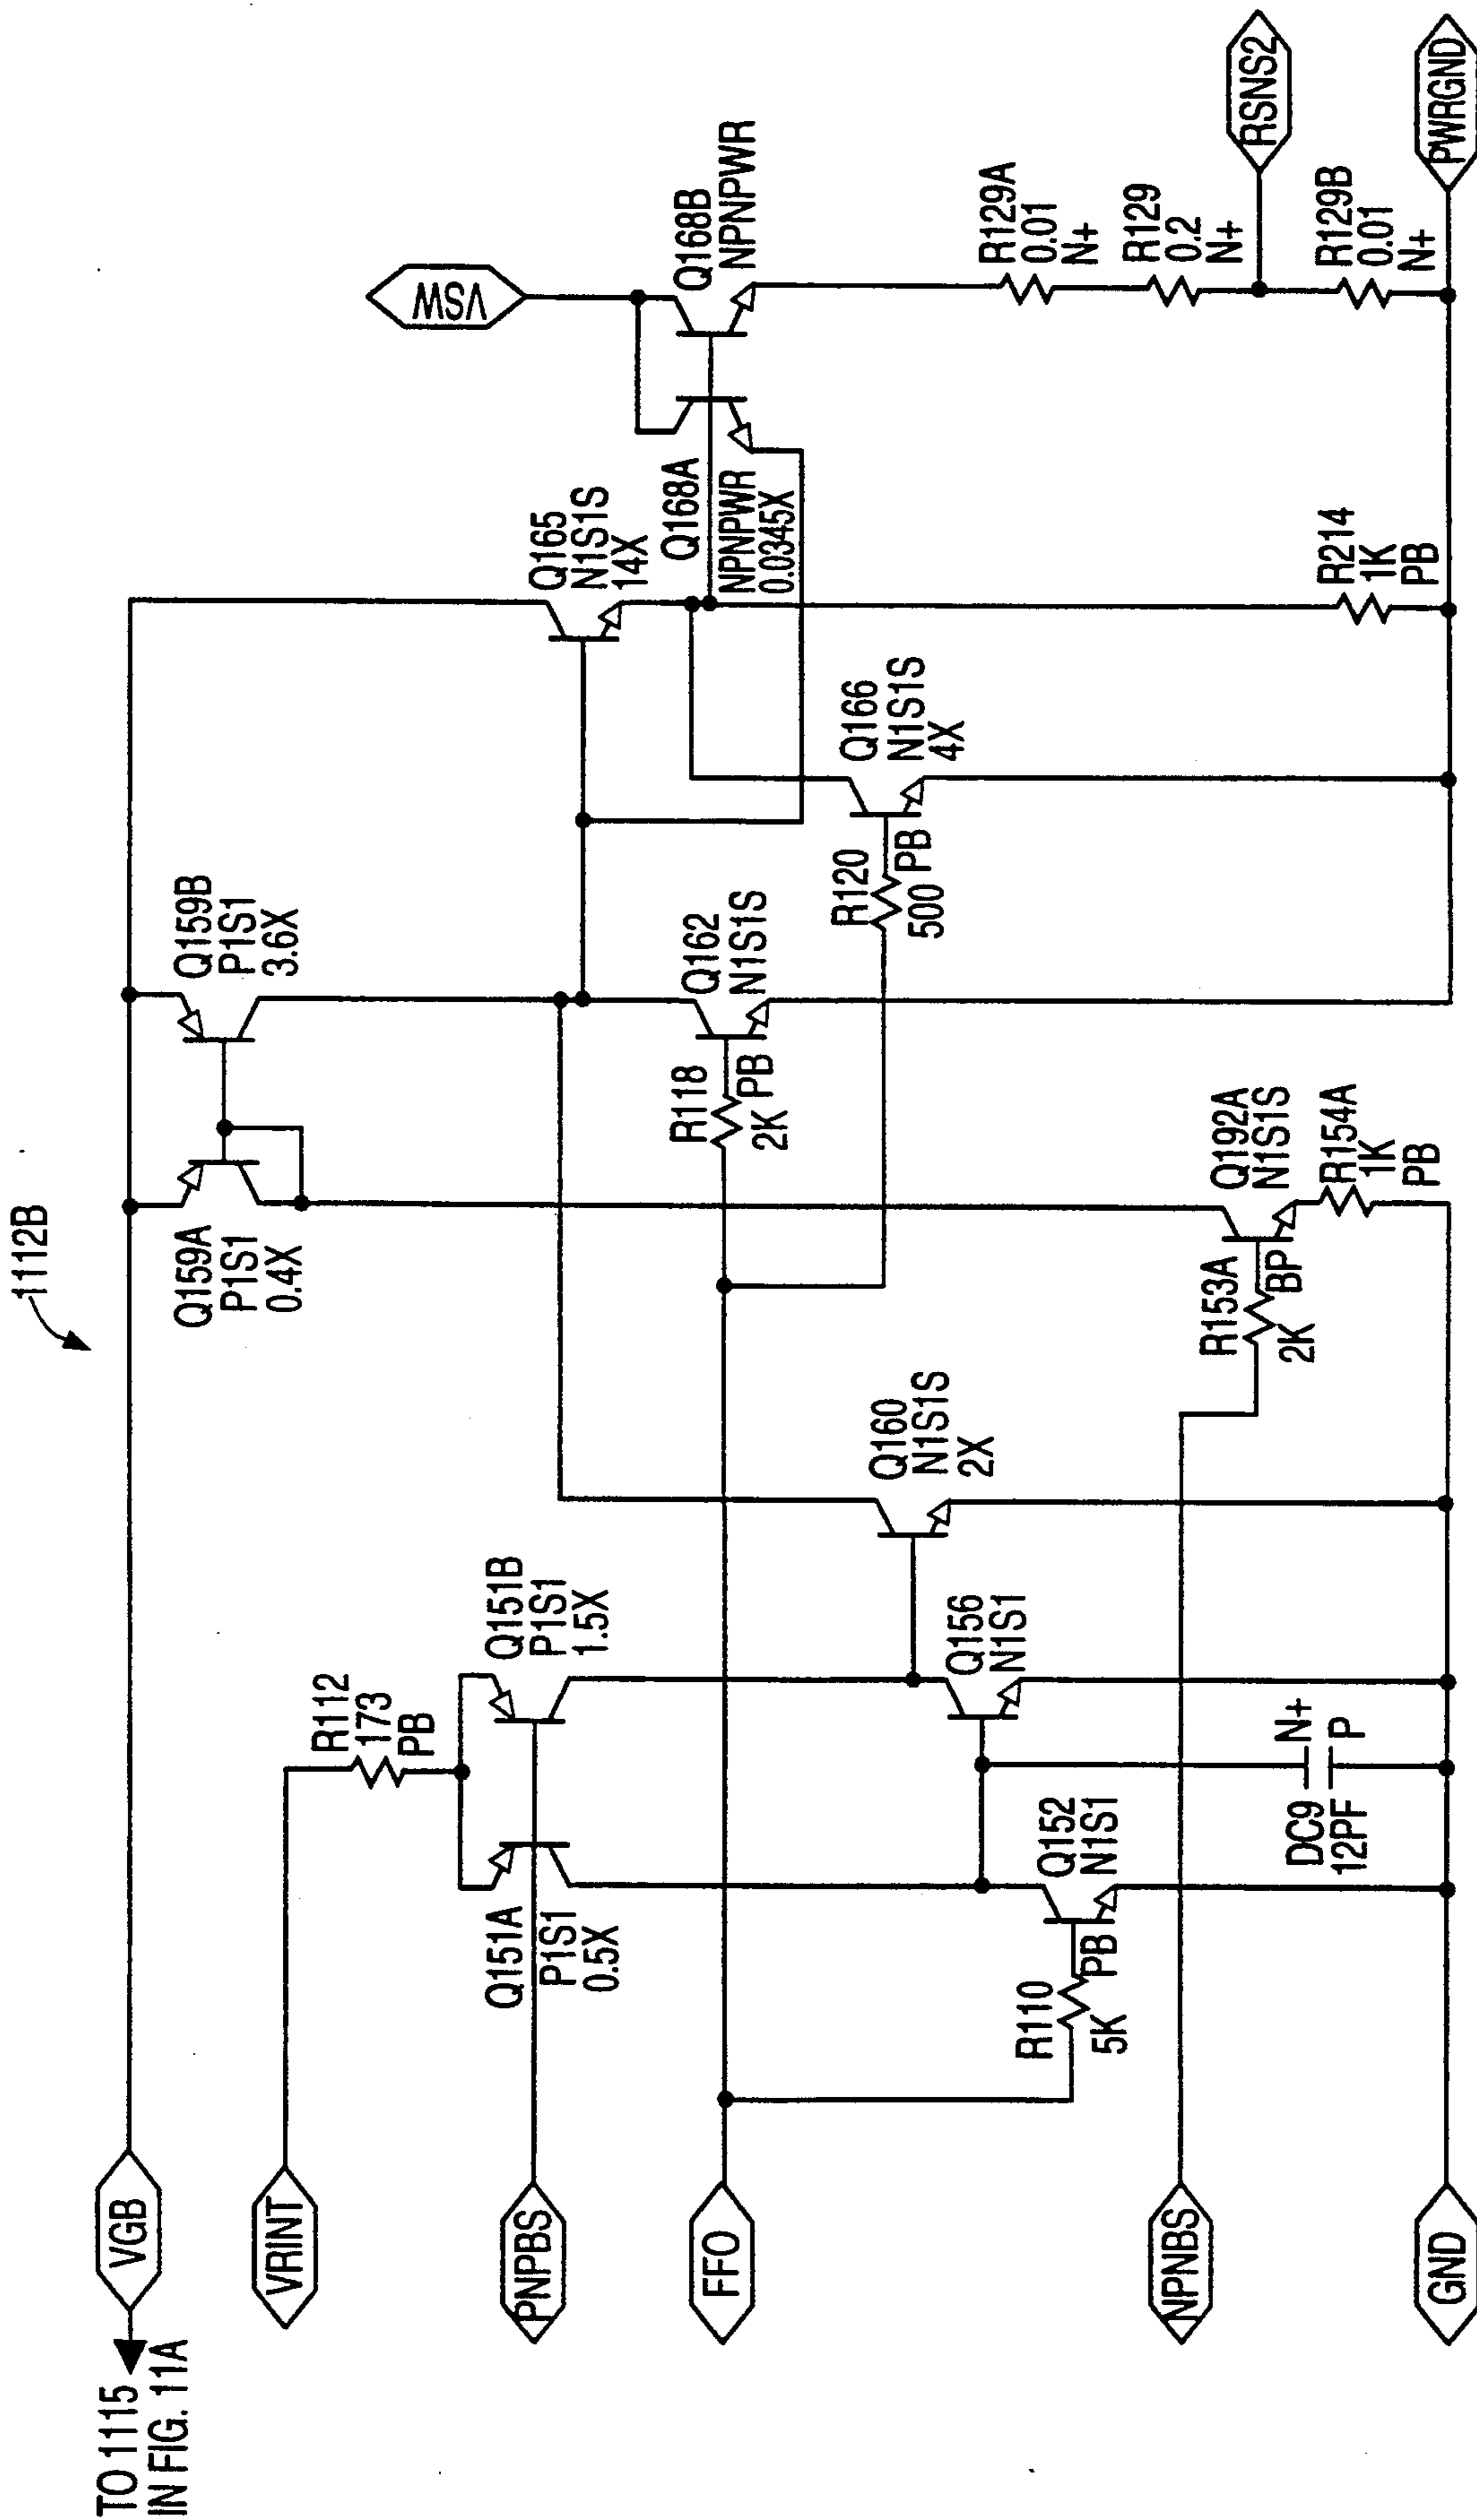 1112B
TO 1115
IN FIG. 11A
VGB
VRINT
PNPBS
FFO
NPNBS
GND
Q159A
P1S1
0.4X
Q159B
P1S1
3.6X
R112
173
PB
Q151A
P1S1
0.5X
Q151B
P1S1
1.5X
R110
PB
5K
Q152
N1S1
DC9
12PF
N+
P
Q156
N1S1
Q160
N1S1S
2X
R153A
BP
2K
Q192A
N1S1S
R154A
1K
PB
R118
PB
2K
Q162
N1S1S
R120
PB
500
Q166
N1S1S
4X
Q165
N1S1S
14X
Q168A
NPNPWR
0.0345X
Q168B
NPNPWR
VSW
R214
1K
PB
R129A
0.01
N+
R129
0.2
N+
R129B
0.01
N+
RSNS2
PWRGND